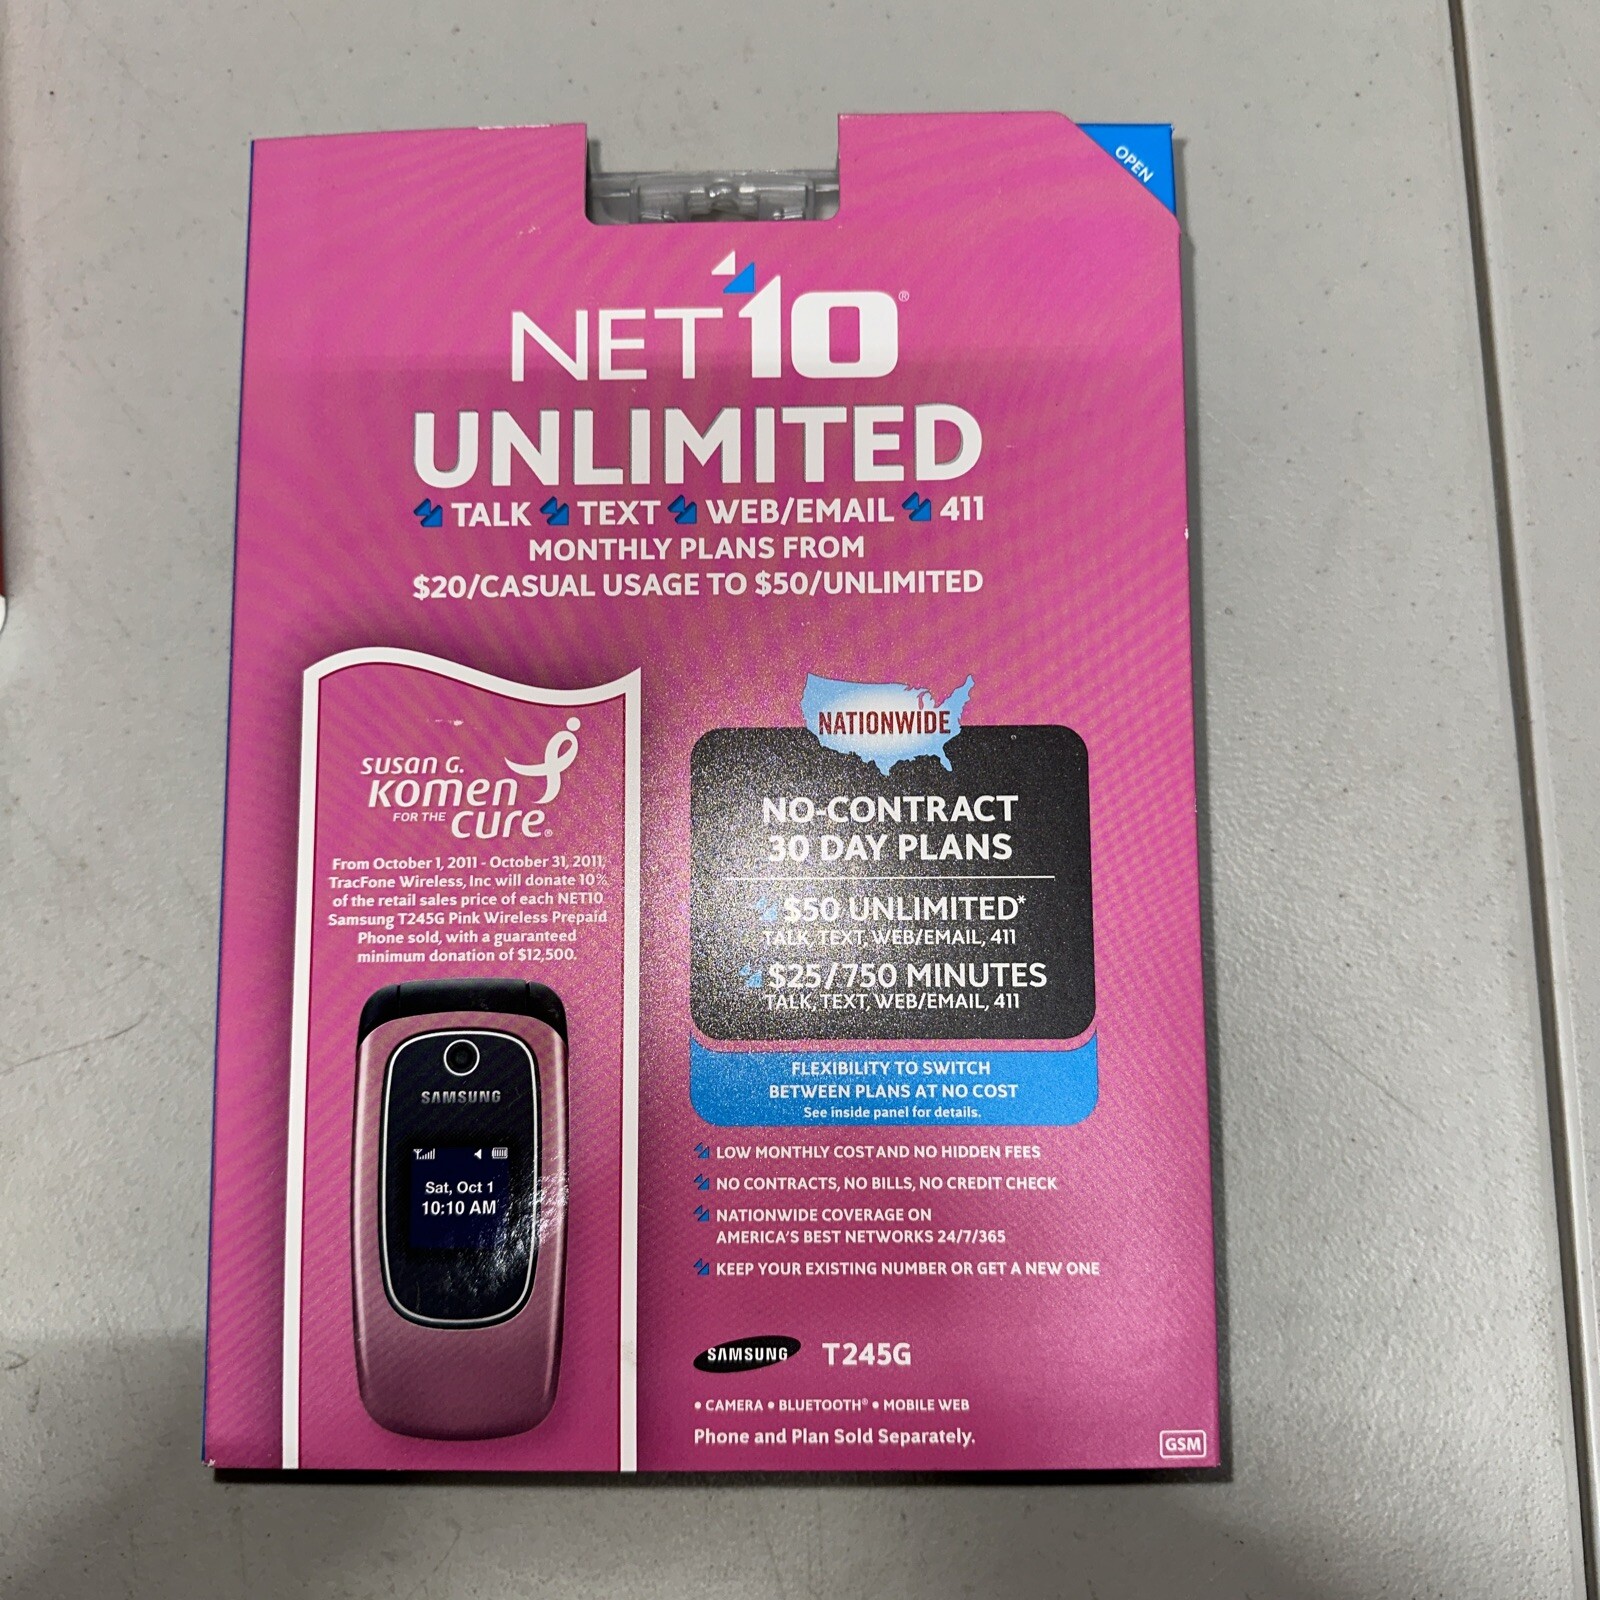 OPEN
NET10®
UNLIMITED
TALK TEXT WEB/EMAIL 411
MONTHLY PLANS FROM
$20/CASUAL USAGE TO $50/UNLIMITED
susan G.
Komen
FOR THE cure®
From October 1, 2011 - October 31, 2011,
TracFone Wireless, Inc will donate 10%
of the retail sales price of each NET10
Samsung T245G Pink Wireless Prepaid
Phone sold, with a guaranteed
minimum donation of $12,500.
SAMSUNG
Sat, Oct 1
10:10 AM
NATIONWIDE
NO-CONTRACT
30 DAY PLANS
$50 UNLIMITED*
TALK, TEXT, WEB/EMAIL, 411
$25/750 MINUTES
TALK, TEXT, WEB/EMAIL, 411
FLEXIBILITY TO SWITCH
BETWEEN PLANS AT NO COST
See inside panel for details.
LOW MONTHLY COST AND NO HIDDEN FEES
NO CONTRACTS, NO BILLS, NO CREDIT CHECK
NATIONWIDE COVERAGE ON
AMERICA'S BEST NETWORKS 24/7/365
KEEP YOUR EXISTING NUMBER OR GET A NEW ONE
SAMSUNG T245G
• CAMERA • BLUETOOTH® • MOBILE WEB
Phone and Plan Sold Separately.
GSM